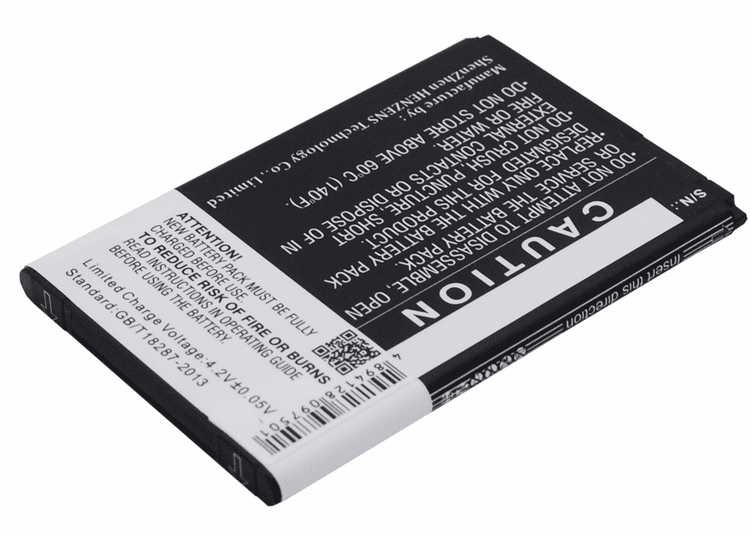 CAUTION
•DO NOT ATTEMPT TO DISASSEMBLE, OPEN
OR SERVICE THE BATTERY PACK.
•REPLACE ONLY WITH THE BATTERY PACK
DESIGNATED FOR THIS PRODUCT.
•DO NOT CRUSH, PUNCTURE, SHORT
EXTERNAL CONTACTS OR DISPOSE OF IN
FIRE OR WATER.
•DO NOT STORE ABOVE 60°C (140°F).
Manufacture by:
ShenZhen HENZENS Technology Co., Limited
S/N:
Insert this direction
ATTENTION!
NEW BATTERY PACK MUST BE FULLY
CHARGED BEFORE USE.
TO REDUCE RISK OF FIRE OR BURNS
READ INSTRUCTIONS IN OPERATING GUIDE
BEFORE USING THE BATTERY.
Limited Charge Voltage:4.2V±0.05V
Standard:GB/T18287-2013
4894128097501